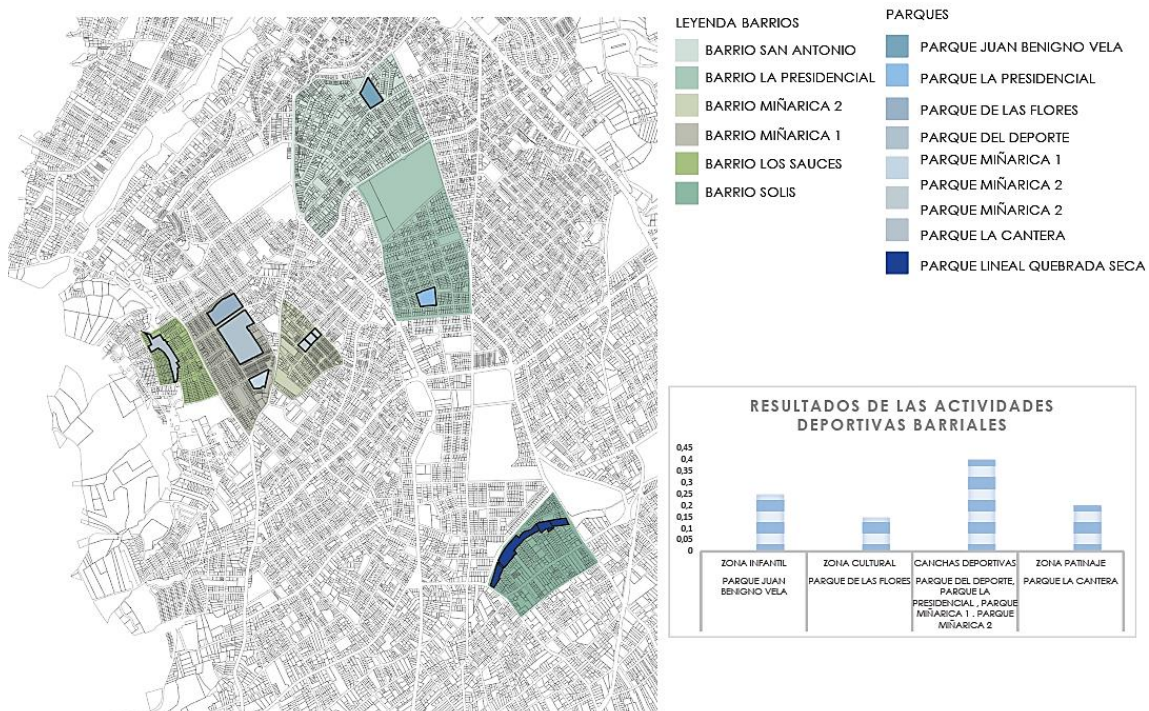 LEYENDA BARRIOS
BARRIO SAN ANTONIO
BARRIO LA PRESIDENCIAL
BARRIO MIÑARICA 2
BARRIO MIÑARICA 1
BARRIO LOS SAUCES
BARRIO SOLIS
PARQUES
PARQUE JUAN BENIGNO VELA
PARQUE LA PRESIDENCIAL
PARQUE DE LAS FLORES
PARQUE DEL DEPORTE
PARQUE MIÑARICA 1
PARQUE MIÑARICA 2
PARQUE MIÑARICA 2
PARQUE LA CANTERA
PARQUE LINEAL QUEBRADA SECA
RESULTADOS DE LAS ACTIVIDADES
DEPORTIVAS BARRIALES
0,45
0,4
0,35
0,3
0,25
0,2
0,15
0,1
0,05
0
ZONA INFANTIL
ZONA CULTURAL
CANCHAS DEPORTIVAS
ZONA PATINAJE
PARQUE JUAN
BENIGNO VELA
PARQUE DE LAS FLORES
PARQUE DEL DEPORTE,
PARQUE LA
PRESIDENCIAL , PARQUE
MIÑARICA 1 . PARQUE
MIÑARICA 2
PARQUE LA CANTERA